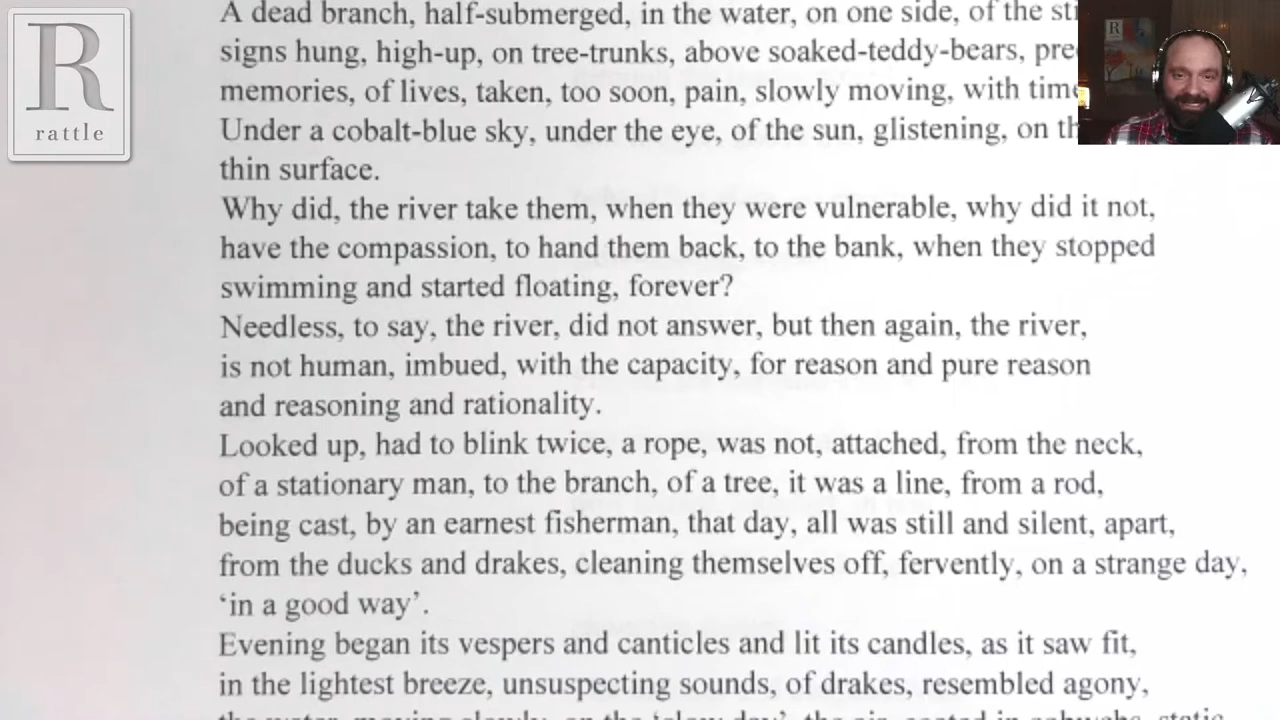 R
rattle
A dead branch, half-submerged, in the water, on one side, of the
signs hung, high-up, on tree-trunks, above soaked-teddy-bears,
memories, of lives, taken, too soon, pain, slowly moving, with time
Under a cobalt-blue sky, under the eye, of the sun, glistening, on
thin surface.
Why did, the river take them, when they were vulnerable, why did it not,
have the compassion, to hand them back, to the bank, when they stopped
swimming and started floating, forever?
Needless, to say, the river, did not answer, but then again, the river,
is not human, imbued, with the capacity, for reason and pure reason
and reasoning and rationality.
Looked up, had to blink twice, a rope, was not, attached, from the neck,
of a stationary man, to the branch, of a tree, it was a line, from a rod,
being cast, by an earnest fisherman, that day, all was still and silent, apart,
from the ducks and drakes, cleaning themselves off, fervently, on a strange day,
‘in a good way’.
Evening began its vespers and canticles and lit its candles, as it saw fit,
in the lightest breeze, unsuspecting sounds, of drakes, resembled agony,